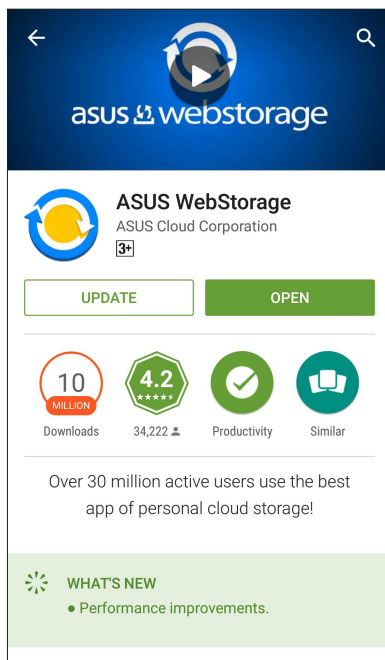 asus webstorage
ASUS WebStorage
ASUS Cloud Corporation
3+
UPDATE
OPEN
10
MILLION
4.2
Downloads
34,222
Productivity
Similar
Over 30 million active users use the best
app of personal cloud storage!
WHAT'S NEW
● Performance improvements.